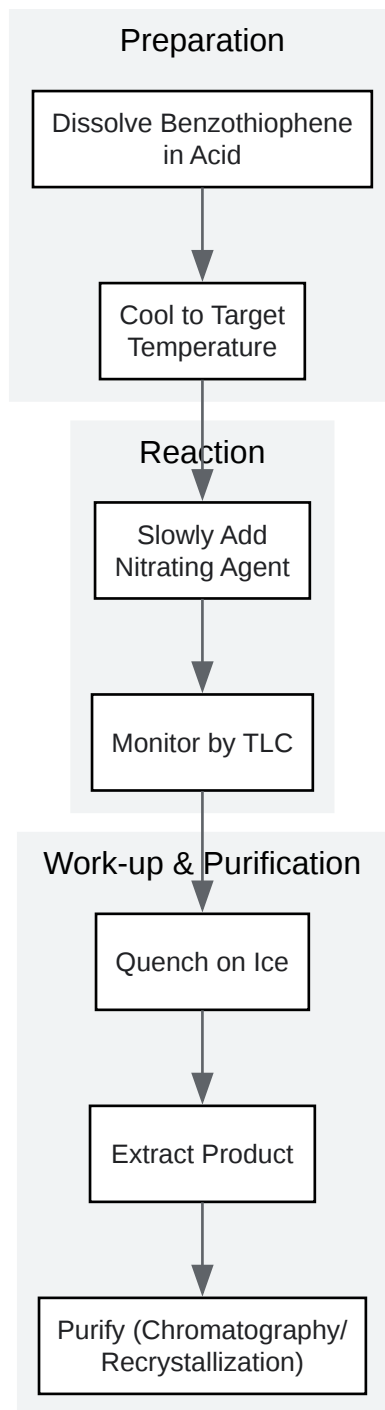 Preparation
Dissolve Benzothiophene
in Acid
Cool to Target
Temperature
Reaction
Slowly Add
Nitrating Agent
Monitor by TLC
Work-up & Purification
Quench on Ice
Extract Product
Purify (Chromatography/
Recrystallization)